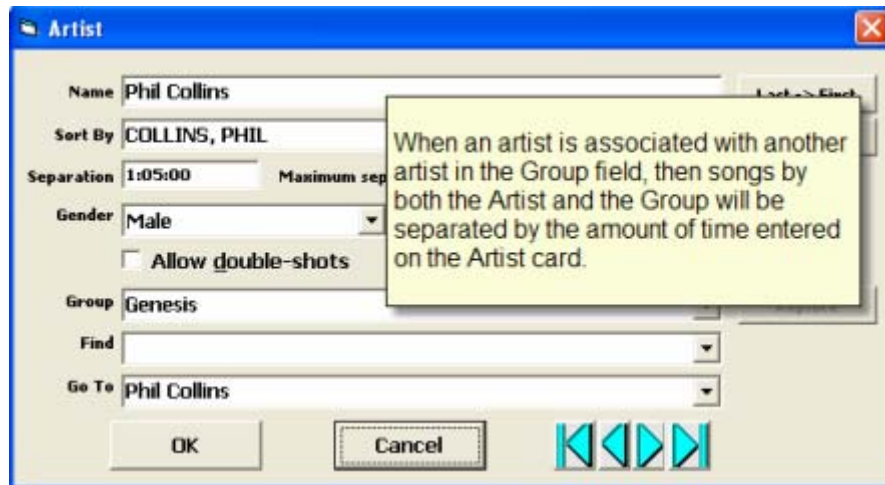 Artist
Name Phil Collins
Sort By COLLINS, PHIL
Separation 1:05:00 Maximum sep
Gender Male
Allow double-shots
Group Genesis
Find
Go To Phil Collins
When an artist is associated with another
artist in the Group field, then songs by
both the Artist and the Group will be
separated by the amount of time entered
on the Artist card.
OK Cancel